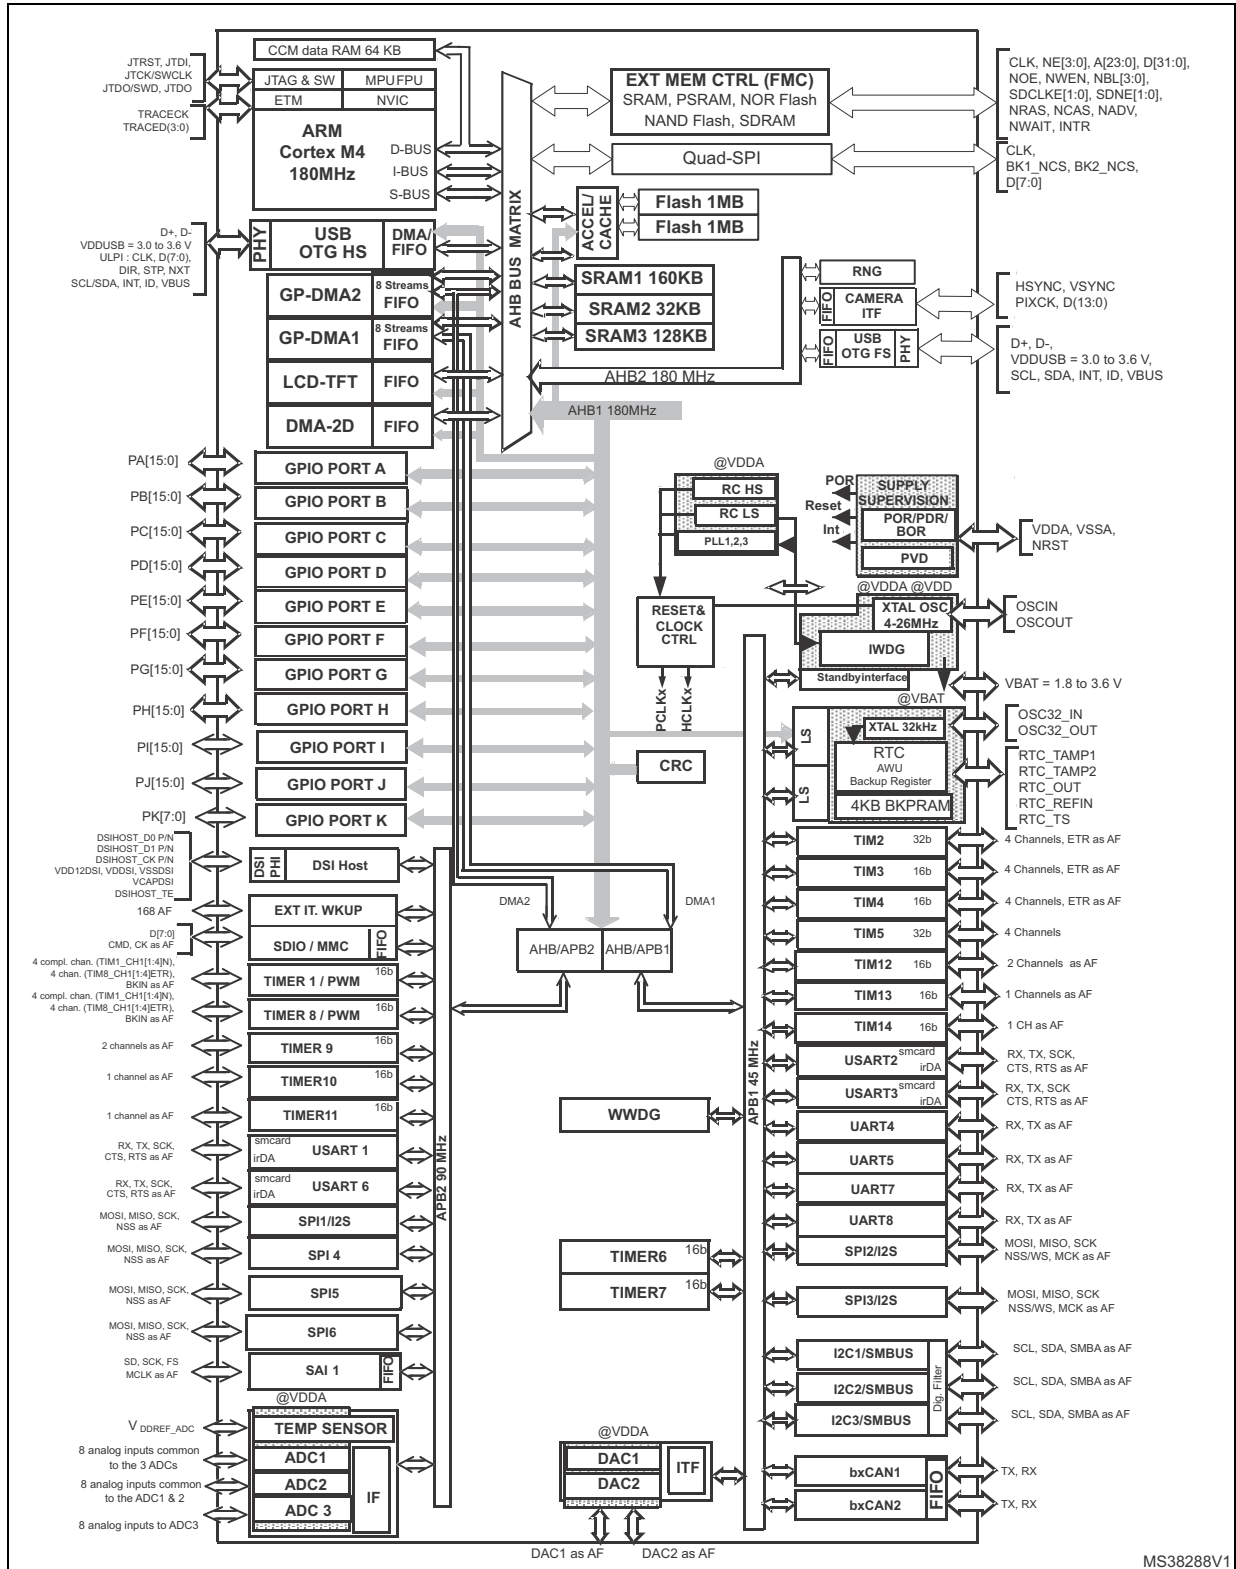 CCM data RAM 64 KB
JTRST, JTDI,
JTCK/SWCLK
JTDO/SWD, JTDO
TRACECK
TRACED(3:0)
JTAG & SW
MPU
FPU
ETM
NVIC
ARM
Cortex M4
180MHz
D-BUS
I-BUS
S-BUS
AHB BUS MATRIX
EXT MEM CTRL (FMC)
SRAM, PSRAM, NOR Flash
NAND Flash, SDRAM
CLK, NE[3:0], A[23:0], D[31:0],
NOE, NWEN, NBL[3:0],
SDCLKE[1:0], SDNE[1:0],
NRAS, NCAS, NADV,
NWAIT, INTR
Quad-SPI
CLK,
BK1_NCS, BK2_NCS,
D[7:0]
ACCEL/
CACHE
Flash 1MB
Flash 1MB
SRAM1 160KB
SRAM2 32KB
SRAM3 128KB
D+, D-
VDDUSB = 3.0 to 3.6 V
ULPI : CLK, D(7:0),
DIR, STP, NXT
SCL/SDA, INT, ID, VBUS
PHY
USB
OTG HS
DMA/
FIFO
GP-DMA2
8 Streams
FIFO
GP-DMA1
8 Streams
FIFO
LCD-TFT
FIFO
DMA-2D
FIFO
RNG
FIFO
CAMERA
ITF
HSYNC, VSYNC
PIXCK, D(13:0)
FIFO
USB
OTG FS
PHY
D+, D-,
VDDUSB = 3.0 to 3.6 V,
SCL, SDA, INT, ID, VBUS
AHB2 180 MHz
AHB1 180MHz
PA[15:0]
GPIO PORT A
PB[15:0]
GPIO PORT B
PC[15:0]
GPIO PORT C
PD[15:0]
GPIO PORT D
PE[15:0]
GPIO PORT E
PF[15:0]
GPIO PORT F
PG[15:0]
GPIO PORT G
PH[15:0]
GPIO PORT H
PI[15:0]
GPIO PORT I
PJ[15:0]
GPIO PORT J
PK[7:0]
GPIO PORT K
@VDDA
RC HS
RC LS
PLL1,2,3
POR
Reset
Int
SUPPLY
SUPERVISION
POR/PDR/
BOR
PVD
VDDA, VSSA,
NRST
@VDDA @VDD
XTAL OSC
4-26MHz
OSCIN
OSCOUT
IWDG
Standbyinterface
RESET&
CLOCK
CTRL
PCLKx
HCLKx
VBAT = 1.8 to 3.6 V
@VBAT
LS
LS
XTAL 32kHz
OSC32_IN
OSC32_OUT
RTC
AWU
Backup Register
4KB BKPRAM
RTC_TAMP1
RTC_TAMP2
RTC_OUT
RTC_REFIN
RTC_TS
CRC
DSIHOST_D0 P/N
DSIHOST_D1 P/N
DSIHOST_CK P/N
VDD12DSI, VDDSI, VSSDSI
VCAPDSI
DSIHOST_TE
DSI
PHI
DSI Host
168 AF
EXT IT. WKUP
D[7:0]
CMD, CK as AF
SDIO / MMC
FIFO
4 compl. chan. (TIM1_CH1[1:4]N),
4 chan. (TIM8_CH1[1:4]ETR),
BKIN as AF
TIMER 1 / PWM
16b
4 compl. chan. (TIM1_CH1[1:4]N),
4 chan. (TIM8_CH1[1:4]ETR),
BKIN as AF
TIMER 8 / PWM
16b
2 channels as AF
TIMER 9
16b
1 channel as AF
TIMER10
16b
1 channel as AF
TIMER11
16b
RX, TX, SCK,
CTS, RTS as AF
smcard
irDA
USART 1
RX, TX, SCK,
CTS, RTS as AF
smcard
irDA
USART 6
MOSI, MISO, SCK,
NSS as AF
SPI1/I2S
MOSI, MISO, SCK,
NSS as AF
SPI 4
MOSI, MISO, SCK,
NSS as AF
SPI5
MOSI, MISO, SCK,
NSS as AF
SPI6
SD, SCK, FS
MCLK as AF
SAI 1
FIFO
@VDDA
VDDREF_ADC
TEMP SENSOR
8 analog inputs common
to the 3 ADCs
ADC1
8 analog inputs common
to the ADC1 & 2
ADC2
8 analog inputs to ADC3
ADC 3
IF
APB2 90 MHz
DMA2
DMA1
AHB/APB2
AHB/APB1
WWDG
TIMER6
16b
TIMER7
16b
@VDDA
DAC1
DAC2
ITF
DAC1 as AF
DAC2 as AF
APB1 45 MHz
TIM2
32b
4 Channels, ETR as AF
TIM3
16b
4 Channels, ETR as AF
TIM4
16b
4 Channels, ETR as AF
TIM5
32b
4 Channels
TIM12
16b
2 Channels as AF
TIM13
16b
1 Channels as AF
TIM14
16b
1 CH as AF
USART2
smcard
irDA
RX, TX, SCK,
CTS, RTS as AF
USART3
smcard
irDA
RX, TX, SCK
CTS, RTS as AF
UART4
RX, TX as AF
UART5
RX, TX as AF
UART7
RX, TX as AF
UART8
RX, TX as AF
SPI2/I2S
MOSI, MISO, SCK
NSS/WS, MCK as AF
SPI3/I2S
MOSI, MISO, SCK
NSS/WS, MCK as AF
I2C1/SMBUS
SCL, SDA, SMBA as AF
I2C2/SMBUS
SCL, SDA, SMBA as AF
I2C3/SMBUS
SCL, SDA, SMBA as AF
Dig. Filter
bxCAN1
TX, RX
bxCAN2
TX, RX
FIFO
MS38288V1